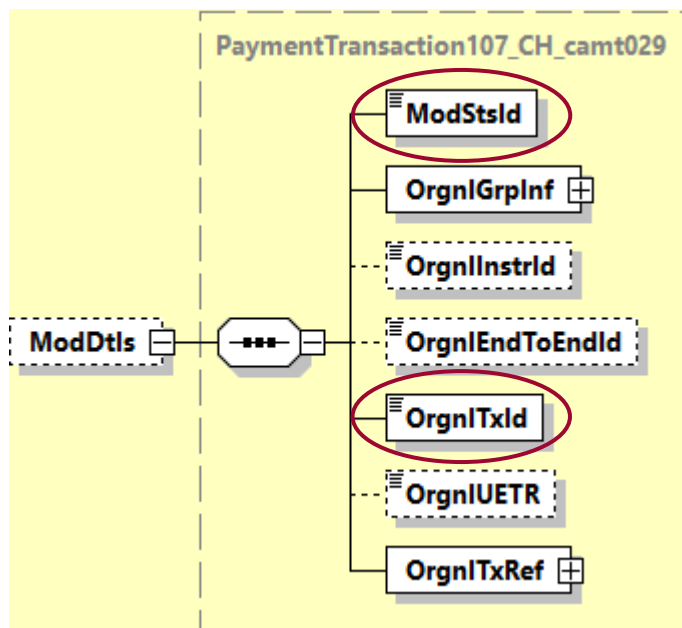 PaymentTransaction107_CH_camt029
ModStsId
OrgnlGrpInf
OrgnlInstrId
ModDtls
OrgnlEndToEndId
OrgnlTxId
OrgnlUETR
OrgnlTxRef